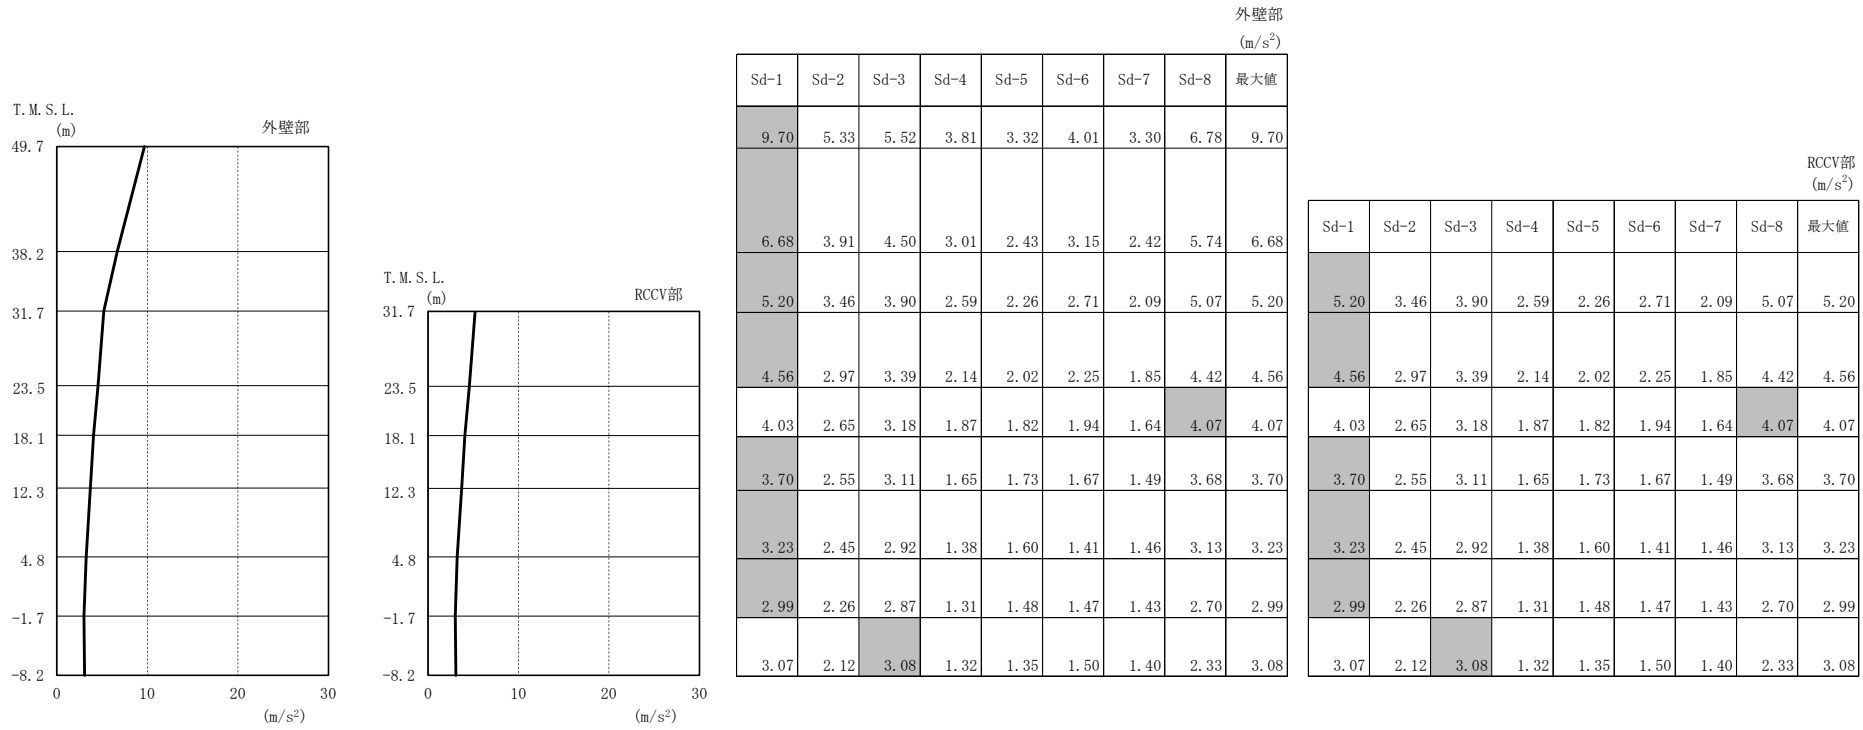 T.M.S.L.
(m)
外壁部
49.7
38.2
31.7
23.5
18.1
12.3
4.8
-1.7
-8.2
0 10 20 30
(m/s²)
T.M.S.L.
(m)
RCCV部
31.7
23.5
18.1
12.3
4.8
-1.7
-8.2
0 10 20 30
(m/s²)
外壁部
(m/s²)
Sd-1 Sd-2 Sd-3 Sd-4 Sd-5 Sd-6 Sd-7 Sd-8 最大値
9.70 5.33 5.52 3.81 3.32 4.01 3.30 6.78 9.70
6.68 3.91 4.50 3.01 2.43 3.15 2.42 5.74 6.68
5.20 3.46 3.90 2.59 2.26 2.71 2.09 5.07 5.20
4.56 2.97 3.39 2.14 2.02 2.25 1.85 4.42 4.56
4.03 2.65 3.18 1.87 1.82 1.94 1.64 4.07 4.07
3.70 2.55 3.11 1.65 1.73 1.67 1.49 3.68 3.70
3.23 2.45 2.92 1.38 1.60 1.41 1.46 3.13 3.23
2.99 2.26 2.87 1.31 1.48 1.47 1.43 2.70 2.99
3.07 2.12 3.08 1.32 1.35 1.50 1.40 2.33 3.08
RCCV部
(m/s²)
Sd-1 Sd-2 Sd-3 Sd-4 Sd-5 Sd-6 Sd-7 Sd-8 最大値
5.20 3.46 3.90 2.59 2.26 2.71 2.09 5.07 5.20
4.56 2.97 3.39 2.14 2.02 2.25 1.85 4.42 4.56
4.03 2.65 3.18 1.87 1.82 1.94 1.64 4.07 4.07
3.70 2.55 3.11 1.65 1.73 1.67 1.49 3.68 3.70
3.23 2.45 2.92 1.38 1.60 1.41 1.46 3.13 3.23
2.99 2.26 2.87 1.31 1.48 1.47 1.43 2.70 2.99
3.07 2.12 3.08 1.32 1.35 1.50 1.40 2.33 3.08